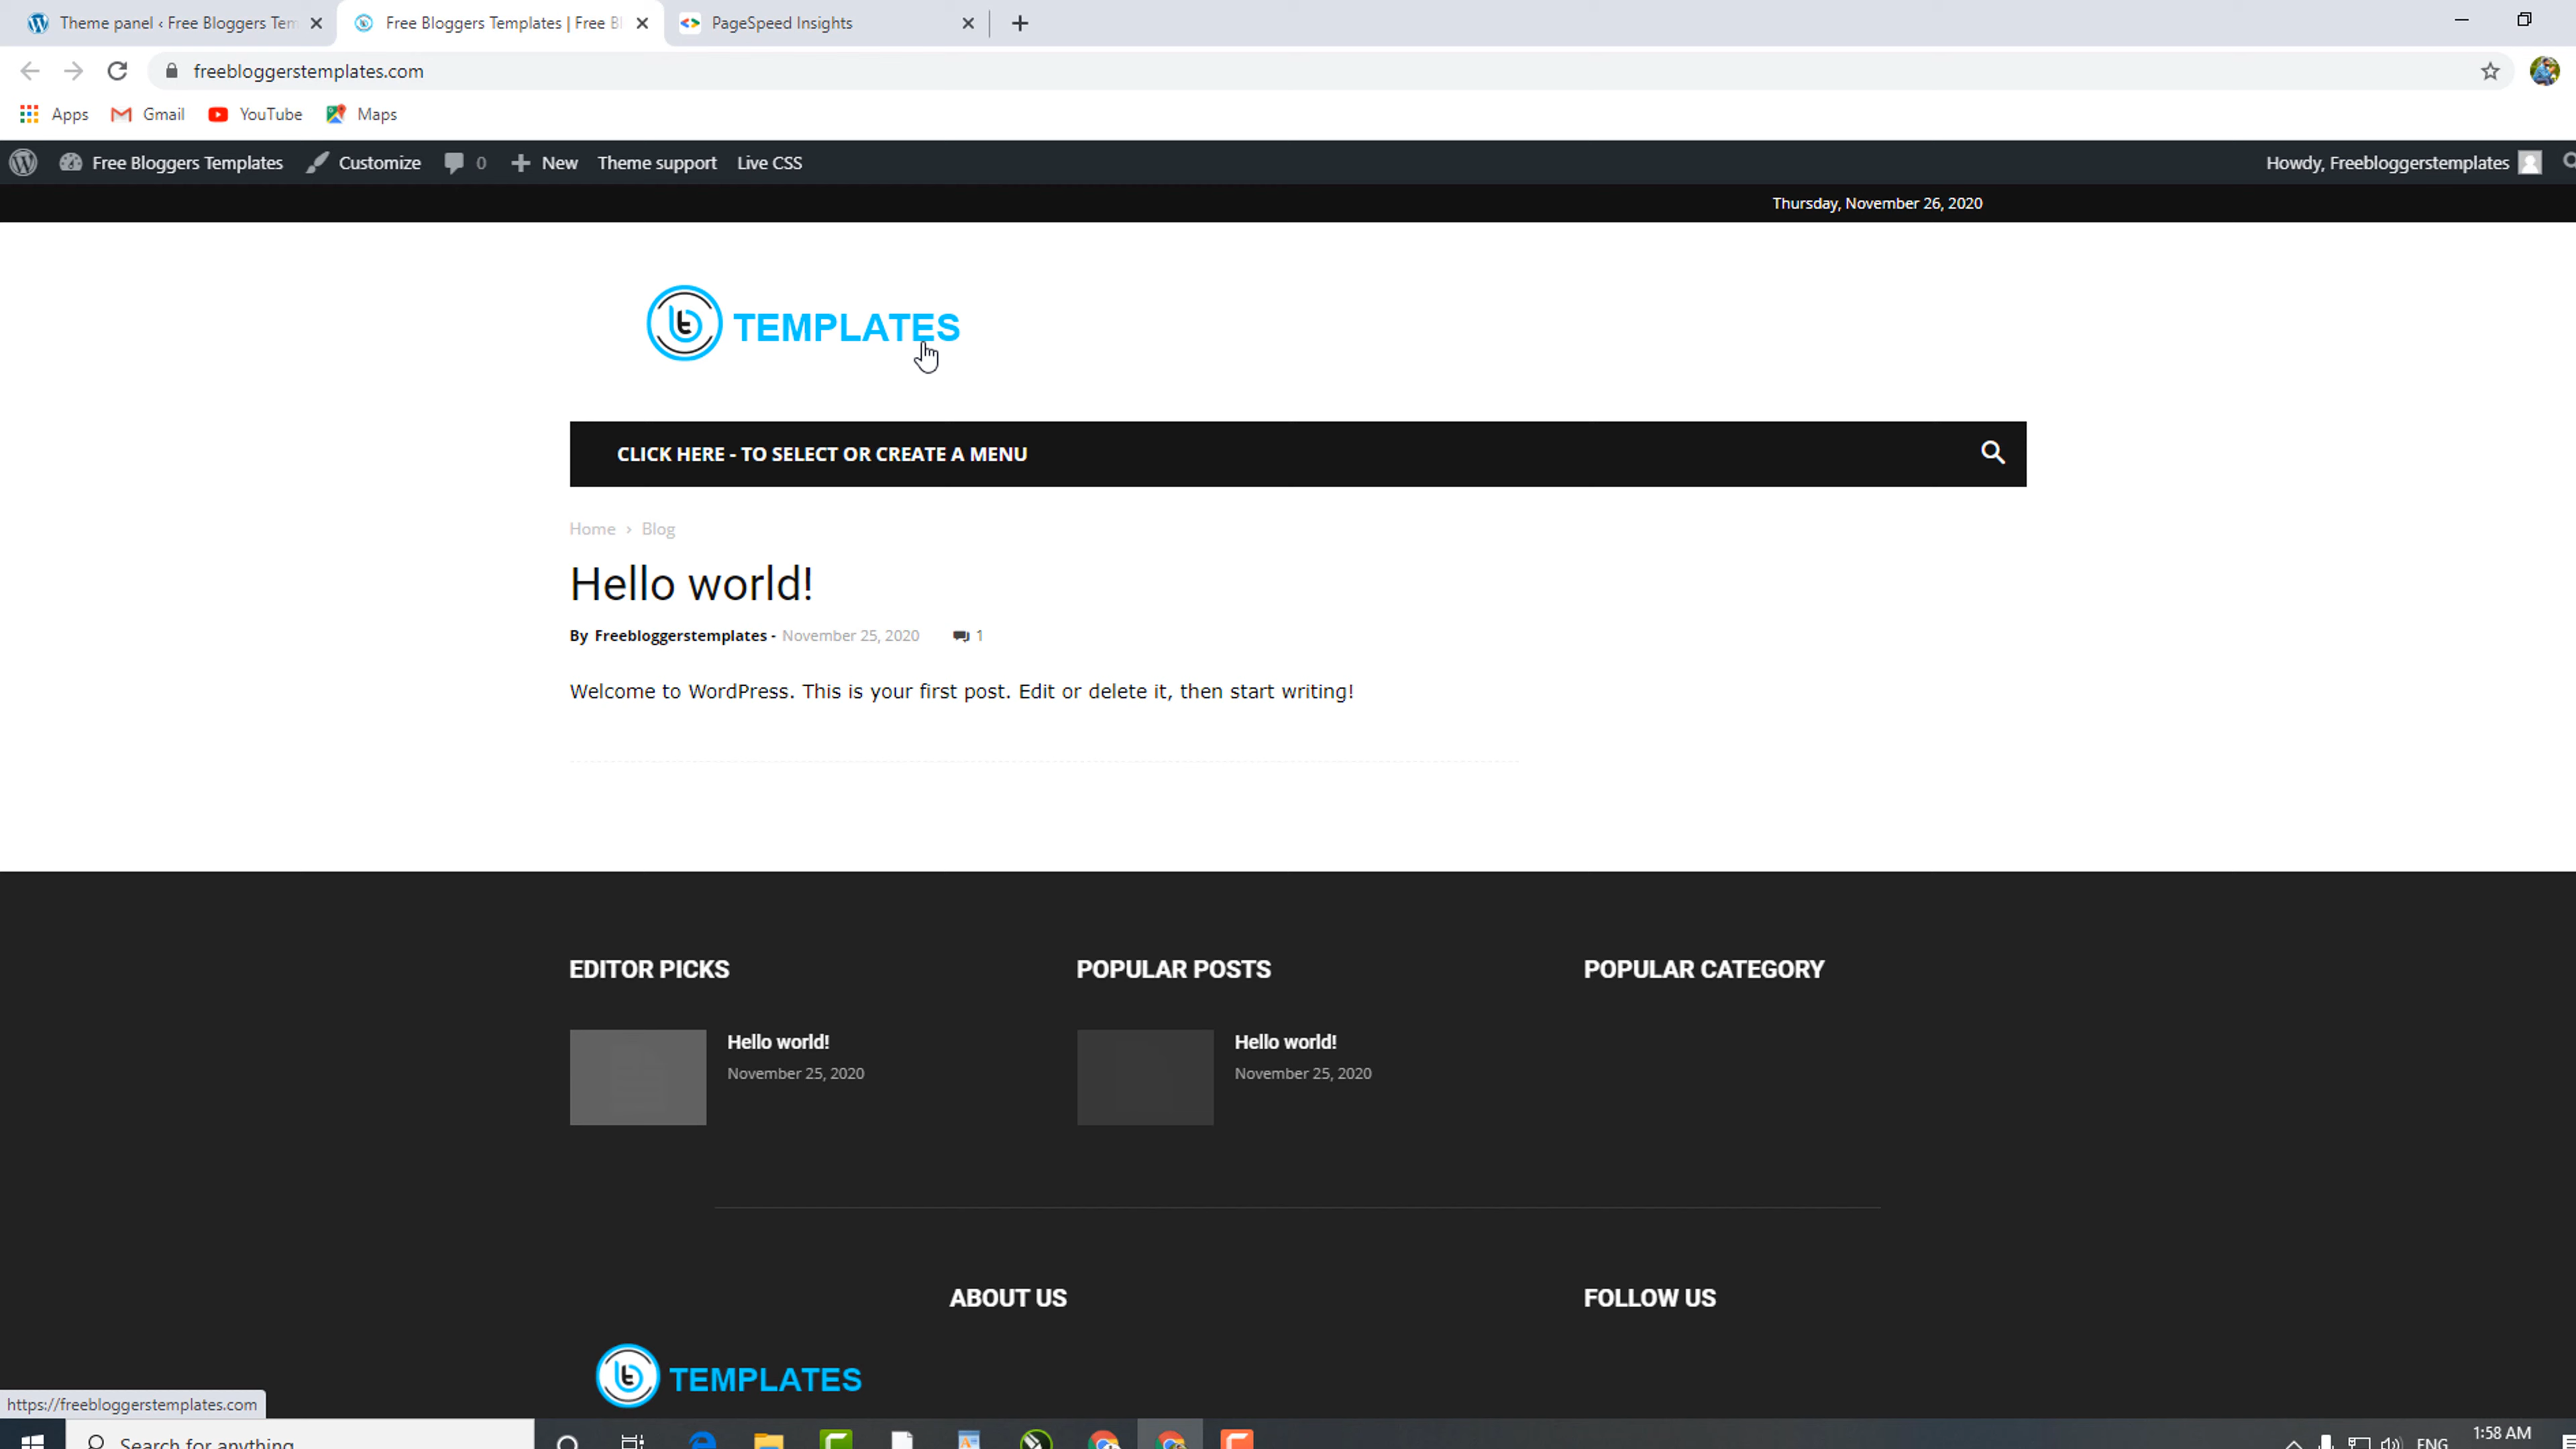 Theme panel ‹ Free Bloggers Tem
Free Bloggers Templates | Free Bl
PageSpeed Insights
freebloggerstemplates.com
Apps
Gmail
YouTube
Maps
Free Bloggers Templates
Customize
0
New
Theme support
Live CSS
Howdy, Freebloggerstemplates
Thursday, November 26, 2020
TEMPLATES
CLICK HERE - TO SELECT OR CREATE A MENU
Home › Blog
Hello world!
By Freebloggerstemplates - November 25, 2020 1
Welcome to WordPress. This is your first post. Edit or delete it, then start writing!
EDITOR PICKS
POPULAR POSTS
POPULAR CATEGORY
Hello world!
November 25, 2020
Hello world!
November 25, 2020
ABOUT US
FOLLOW US
TEMPLATES
https://freebloggerstemplates.com
Search for anything
ENG
1:58 AM